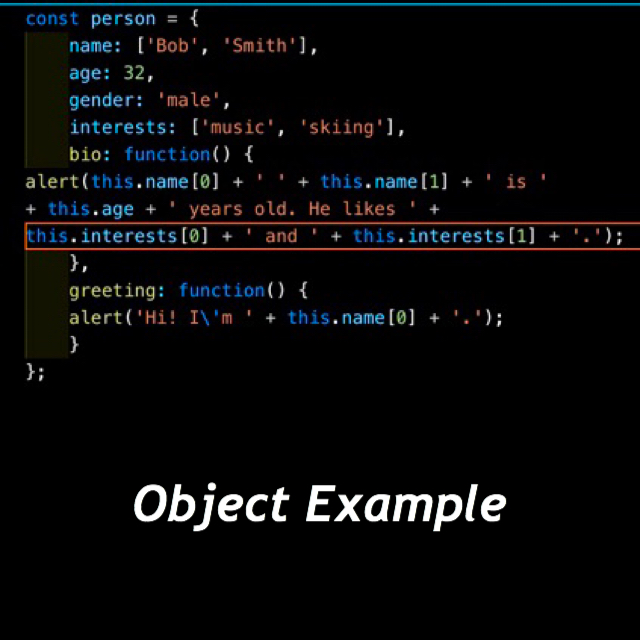 const person = {
name: ['Bob', 'Smith'],
age: 32,
gender: 'male',
interests: ['music', 'skiing'],
bio: function() {
alert(this.name[0] + ' ' + this.name[1] + ' is '
+ this.age + ' years old. He likes ' +
this.interests[0] + ' and ' + this.interests[1] + '.');
},
greeting: function() {
alert('Hi! I\'m ' + this.name[0] + '.');
}
};
Object Example